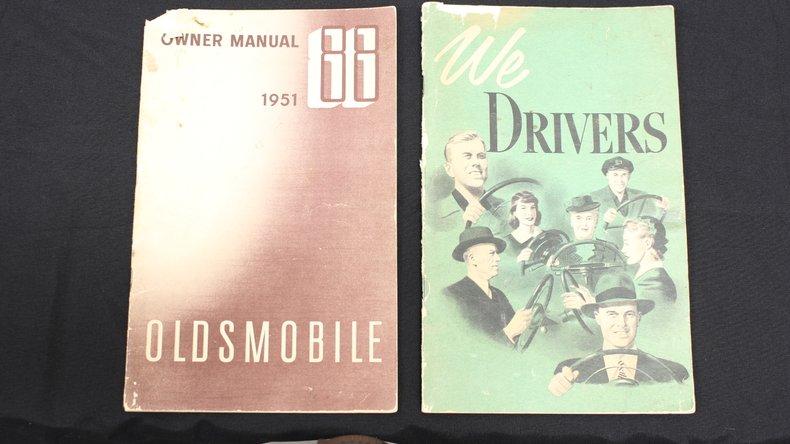 OWNER MANUAL
88
1951
OLDSMOBILE
We
DRIVERS